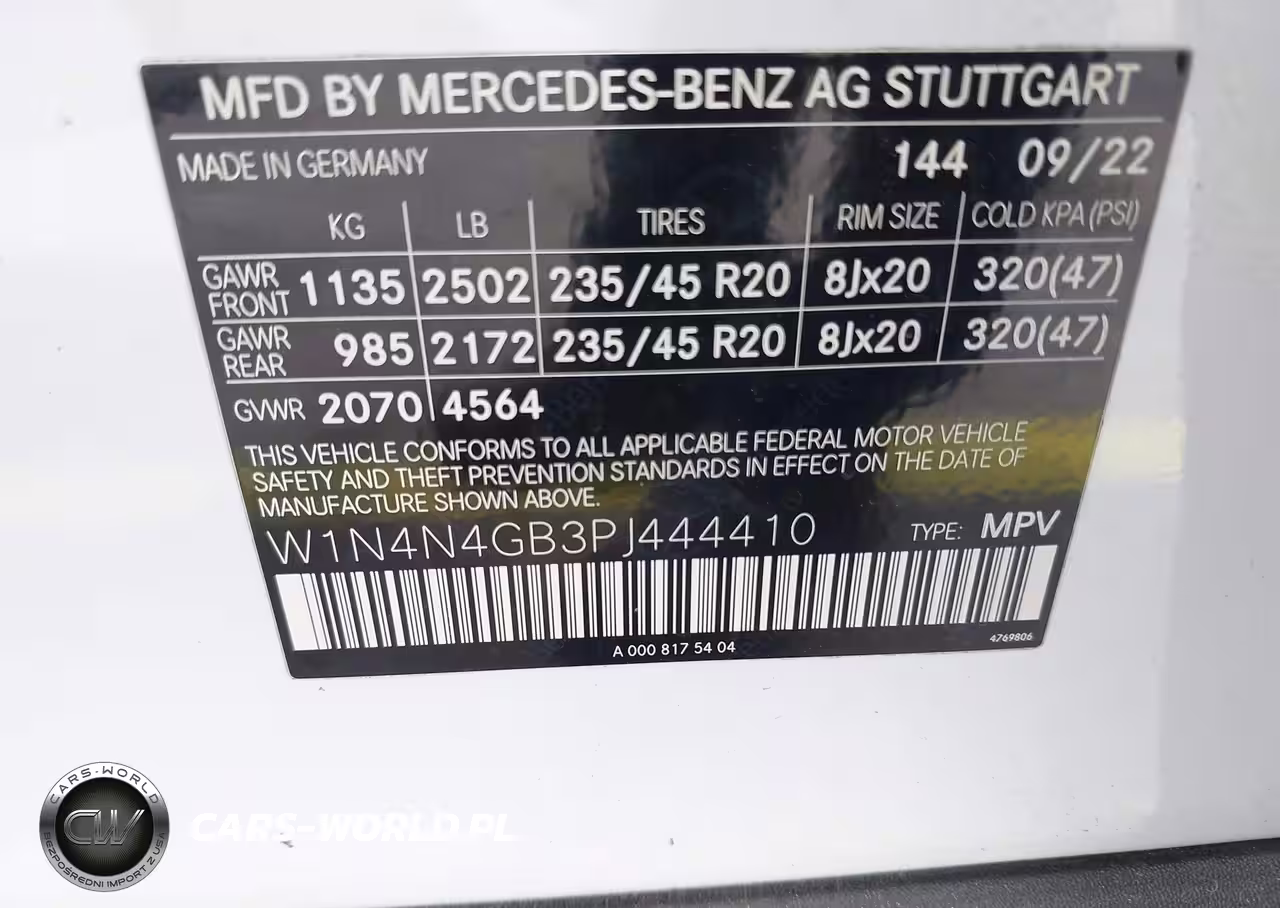 MFD BY MERCEDES-BENZ AG STUTTGART
MADE IN GERMANY 144 09/22
KG LB TIRES RIM SIZE COLD KPA (PSI)
GAWR FRONT 1135 2502 235/45 R20 8Jx20 320(47)
GAWR REAR 985 2172 235/45 R20 8Jx20 320(47)
GVWR 2070 4564
THIS VEHICLE CONFORMS TO ALL APPLICABLE FEDERAL MOTOR VEHICLE
SAFETY AND THEFT PREVENTION STANDARDS IN EFFECT ON THE DATE OF
MANUFACTURE SHOWN ABOVE.
W1N4N4GB3PJ444410 TYPE: MPV
A 000 817 54 04 4769806
CARS-WORLD
CW
BEZPOŚREDNI IMPORT Z USA
CARS-WORLD PL